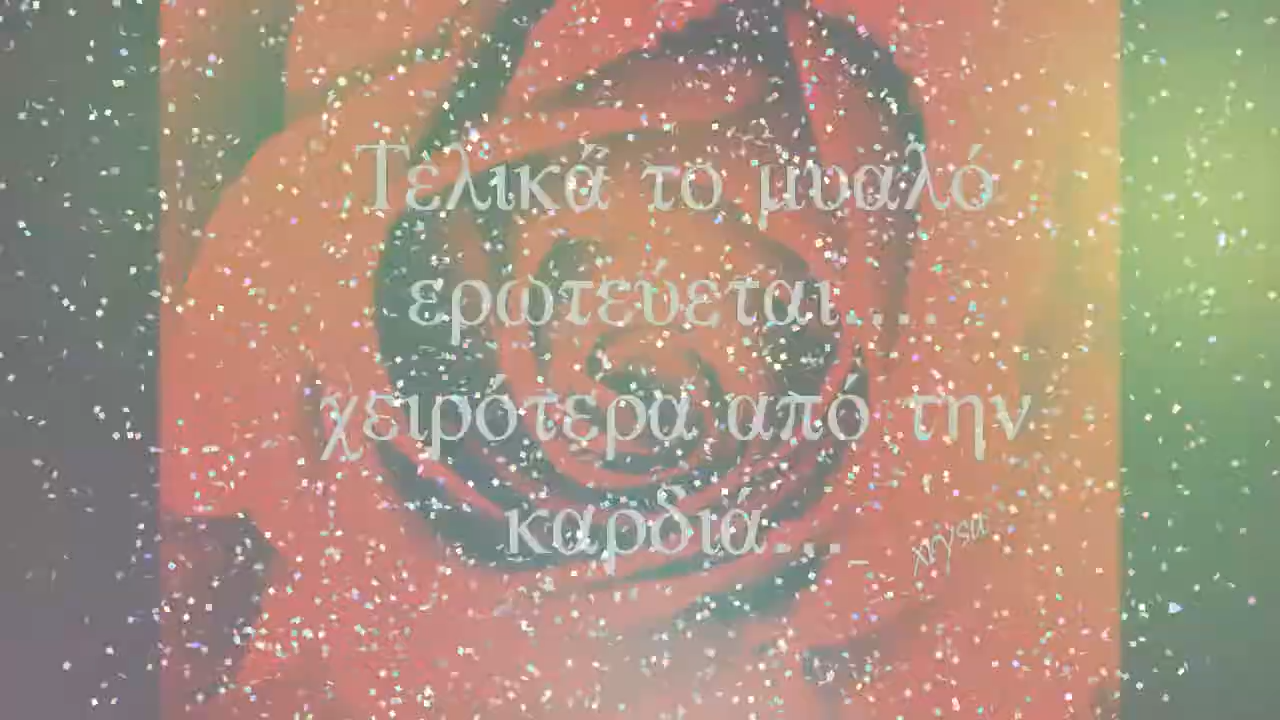 Τελικά το μυαλό
ερωτεύεται....
χειρότερα από την
καρδιά...
xrysa